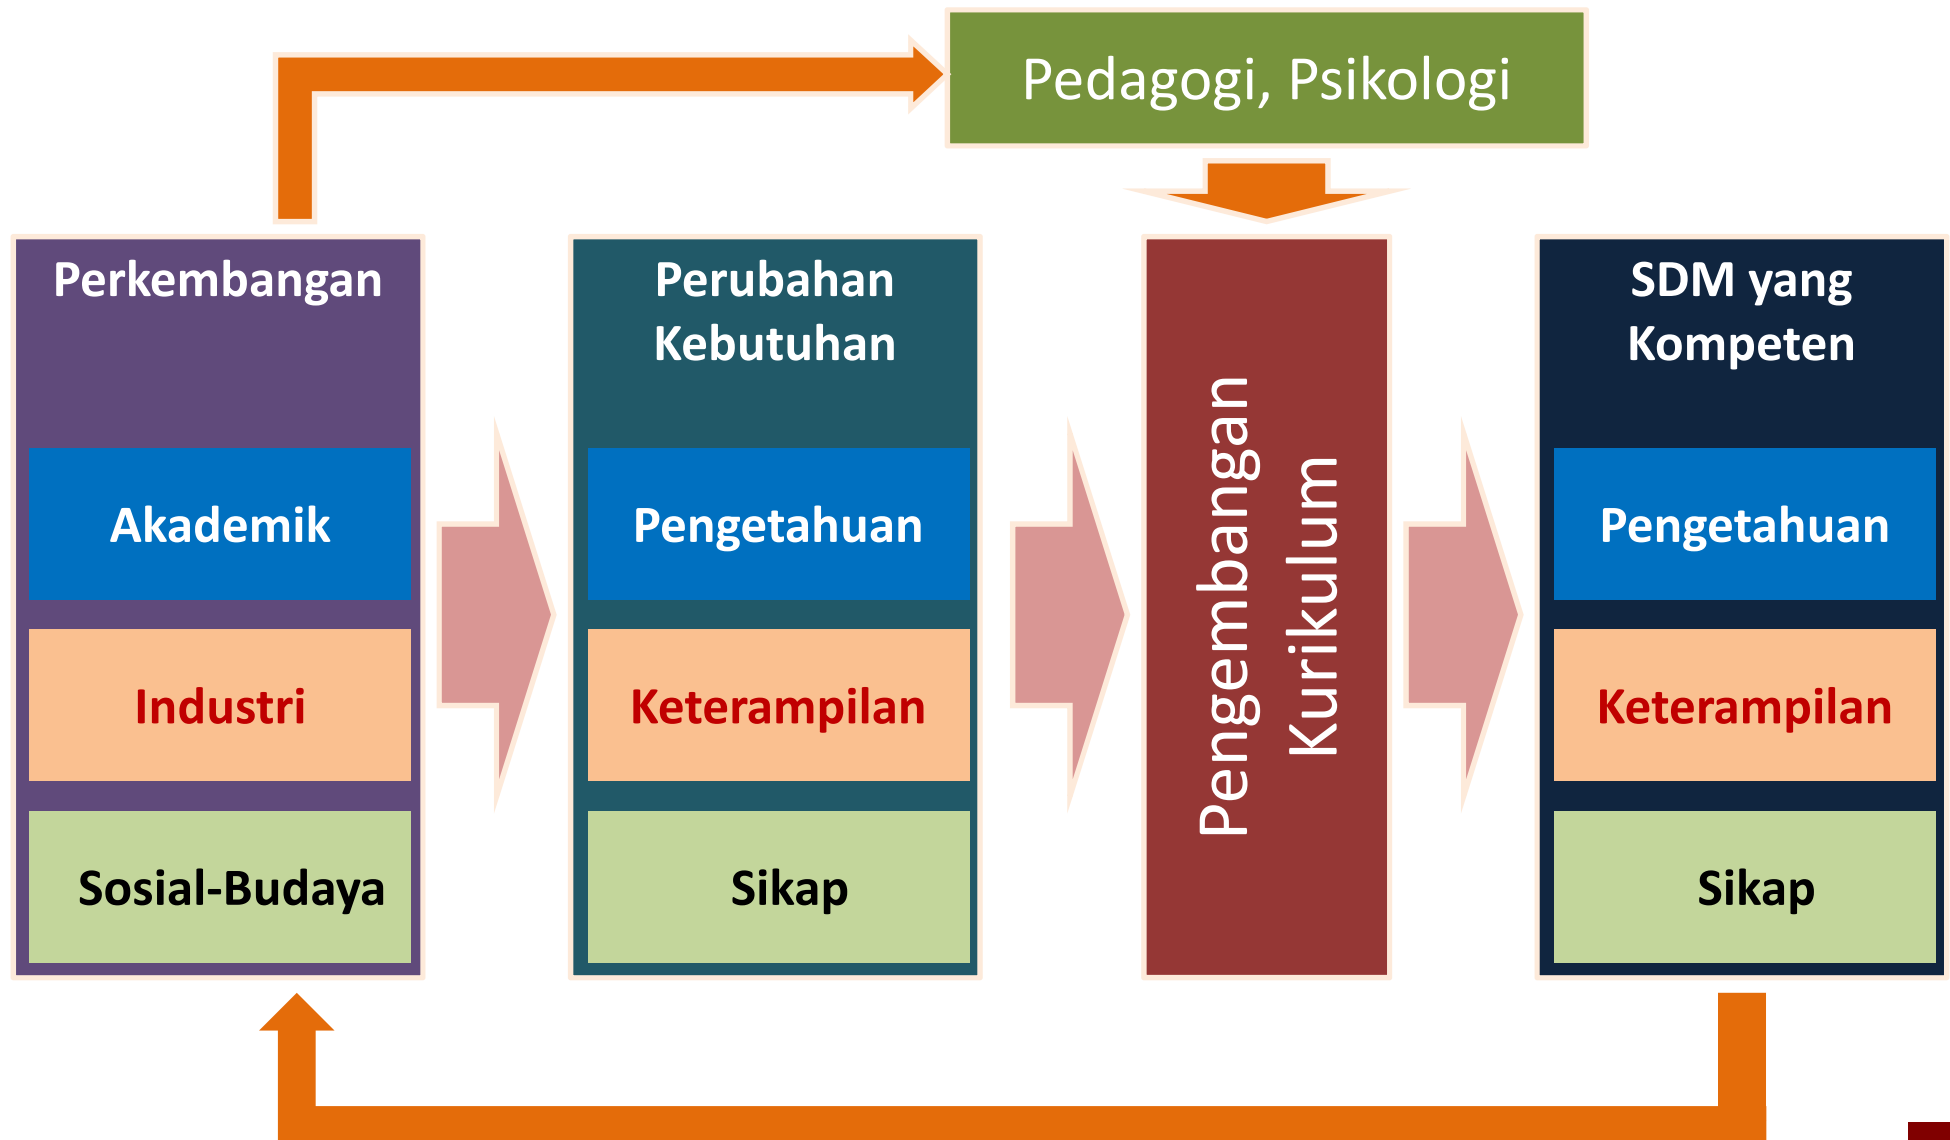 Pedagogi, Psikologi
Perkembangan
Akademik
Industri
Sosial-Budaya
Perubahan
Kebutuhan
Pengetahuan
Keterampilan
Sikap
Pengembangan
Kurikulum
SDM yang
Kompeten
Pengetahuan
Keterampilan
Sikap